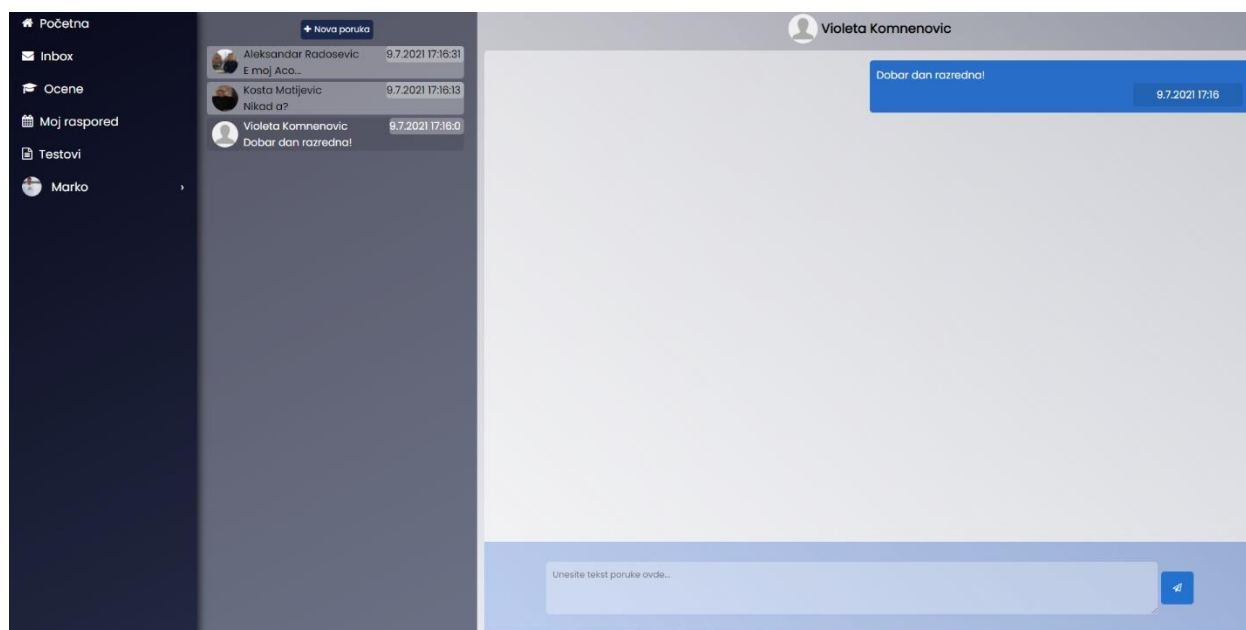 Početna
Inbox
Ocene
Moj raspored
Testovi
Marko
+ Nova poruka
Aleksandar Radosevic 9.7.2021 17:16:31
E moj Aco...
Kosta Matijevic 9.7.2021 17:16:13
Nikad a?
Violeta Komnenovic 9.7.2021 17:16:0
Dobar dan razredna!
Violeta Komnenovic
Dobar dan razredna!
9.7.2021 17:16
Unesite tekst poruke ovde...